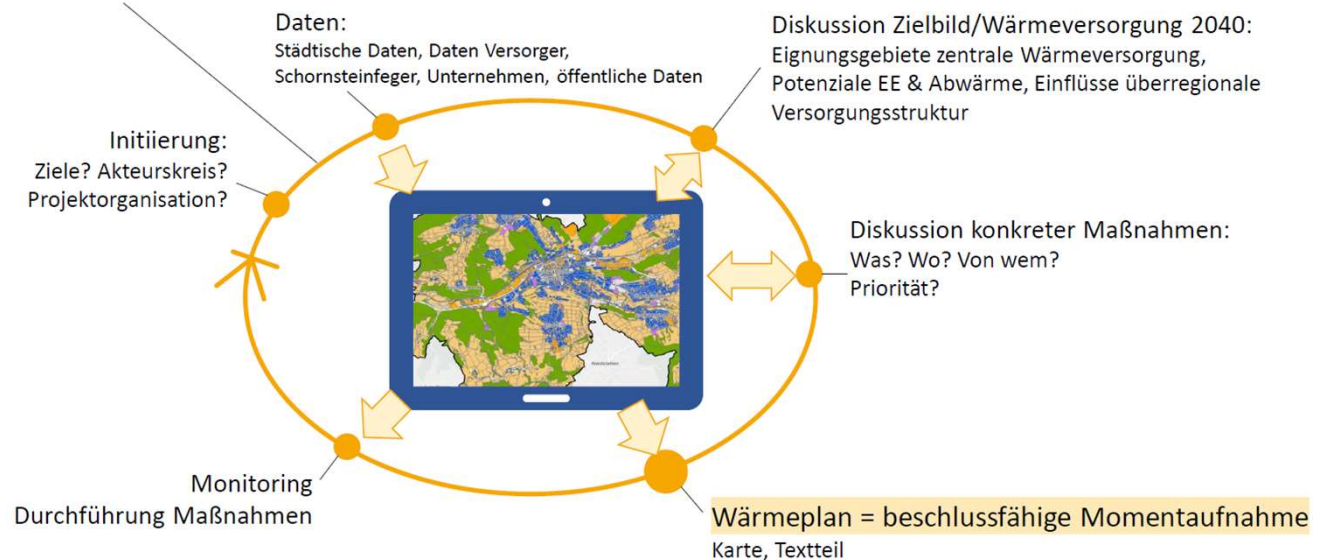 Daten:
Städtische Daten, Daten Versorger,
Schornsteinfeger, Unternehmen, öffentliche Daten
Diskussion Zielbild/Wärmeversorgung 2040:
Eignungsgebiete zentrale Wärmeversorgung,
Potenziale EE & Abwärme, Einflüsse überregionale
Versorgungsstruktur
Initiierung:
Ziele? Akteurskreis?
Projektorganisation?
Diskussion konkreter Maßnahmen:
Was? Wo? Von wem?
Priorität?
Monitoring
Durchführung Maßnahmen
Wärmeplan = beschlussfähige Momentaufnahme
Karte, Textteil